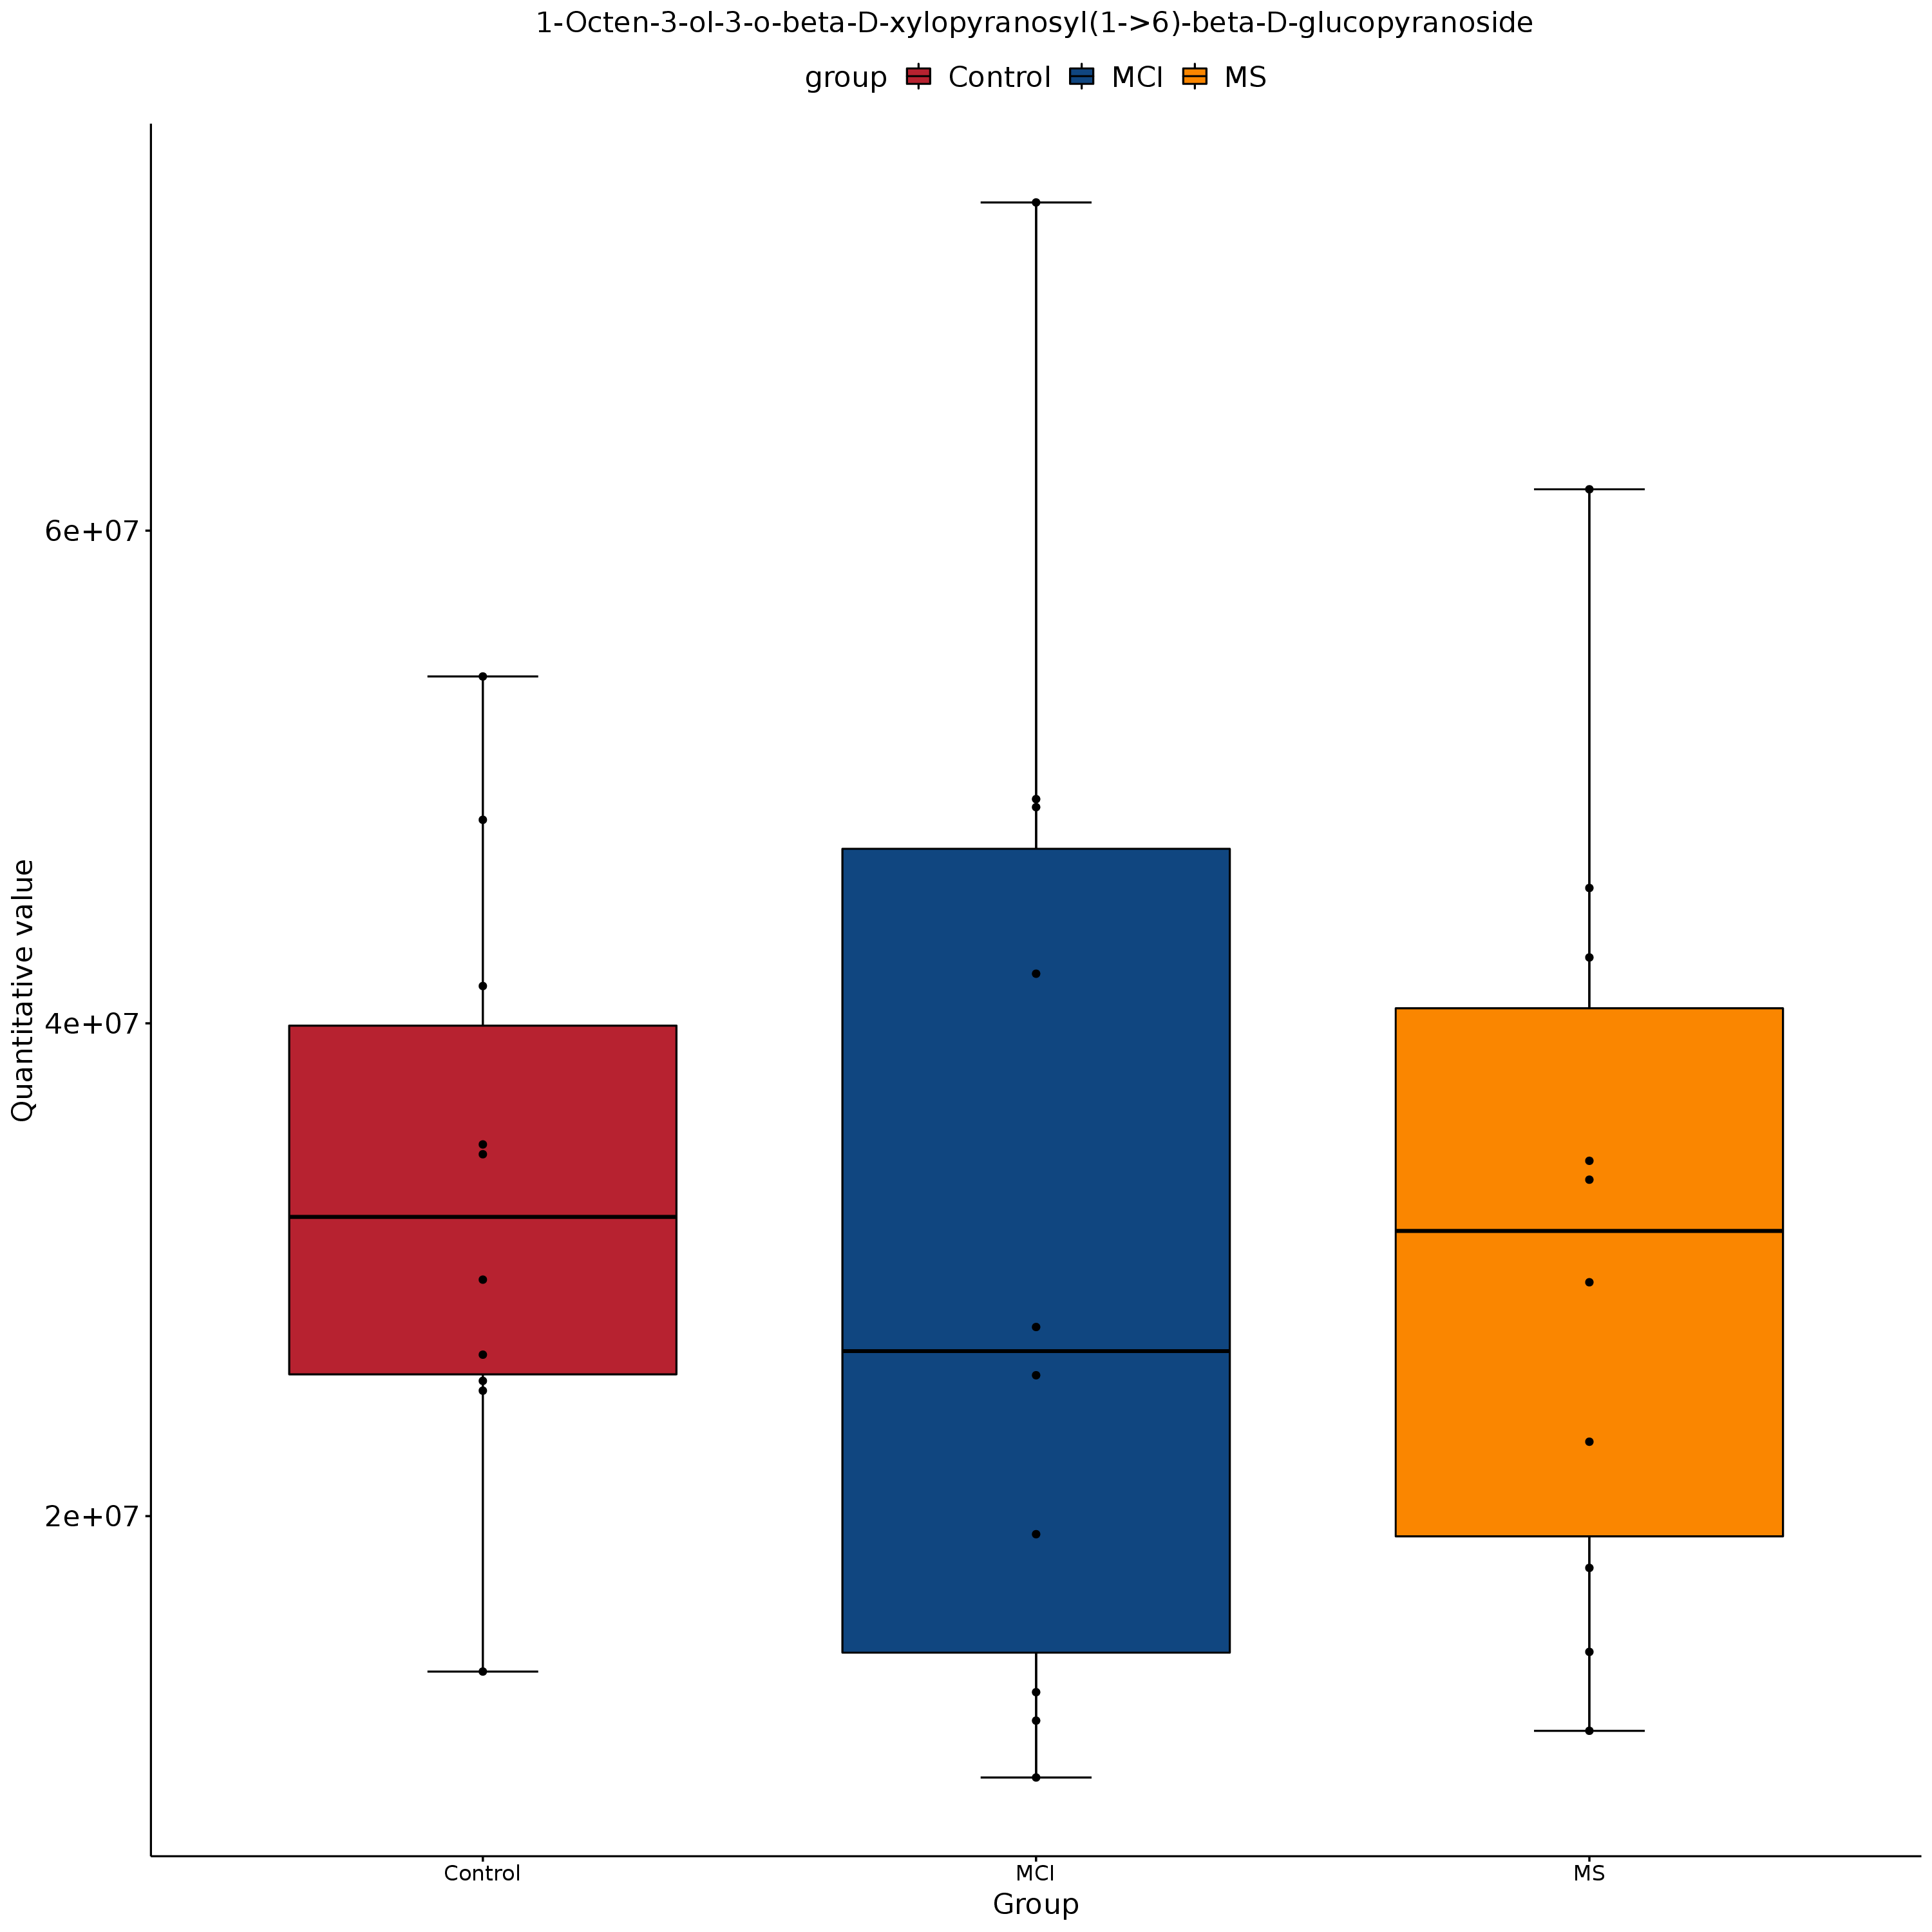 1-Octen-3-ol-3-o-beta-D-xylopyranosyl(1->6)-beta-D-glucopyranoside
group Control MCI MS
6e+07
4e+07
2e+07
Quantitative value
Control MCI MS
Group